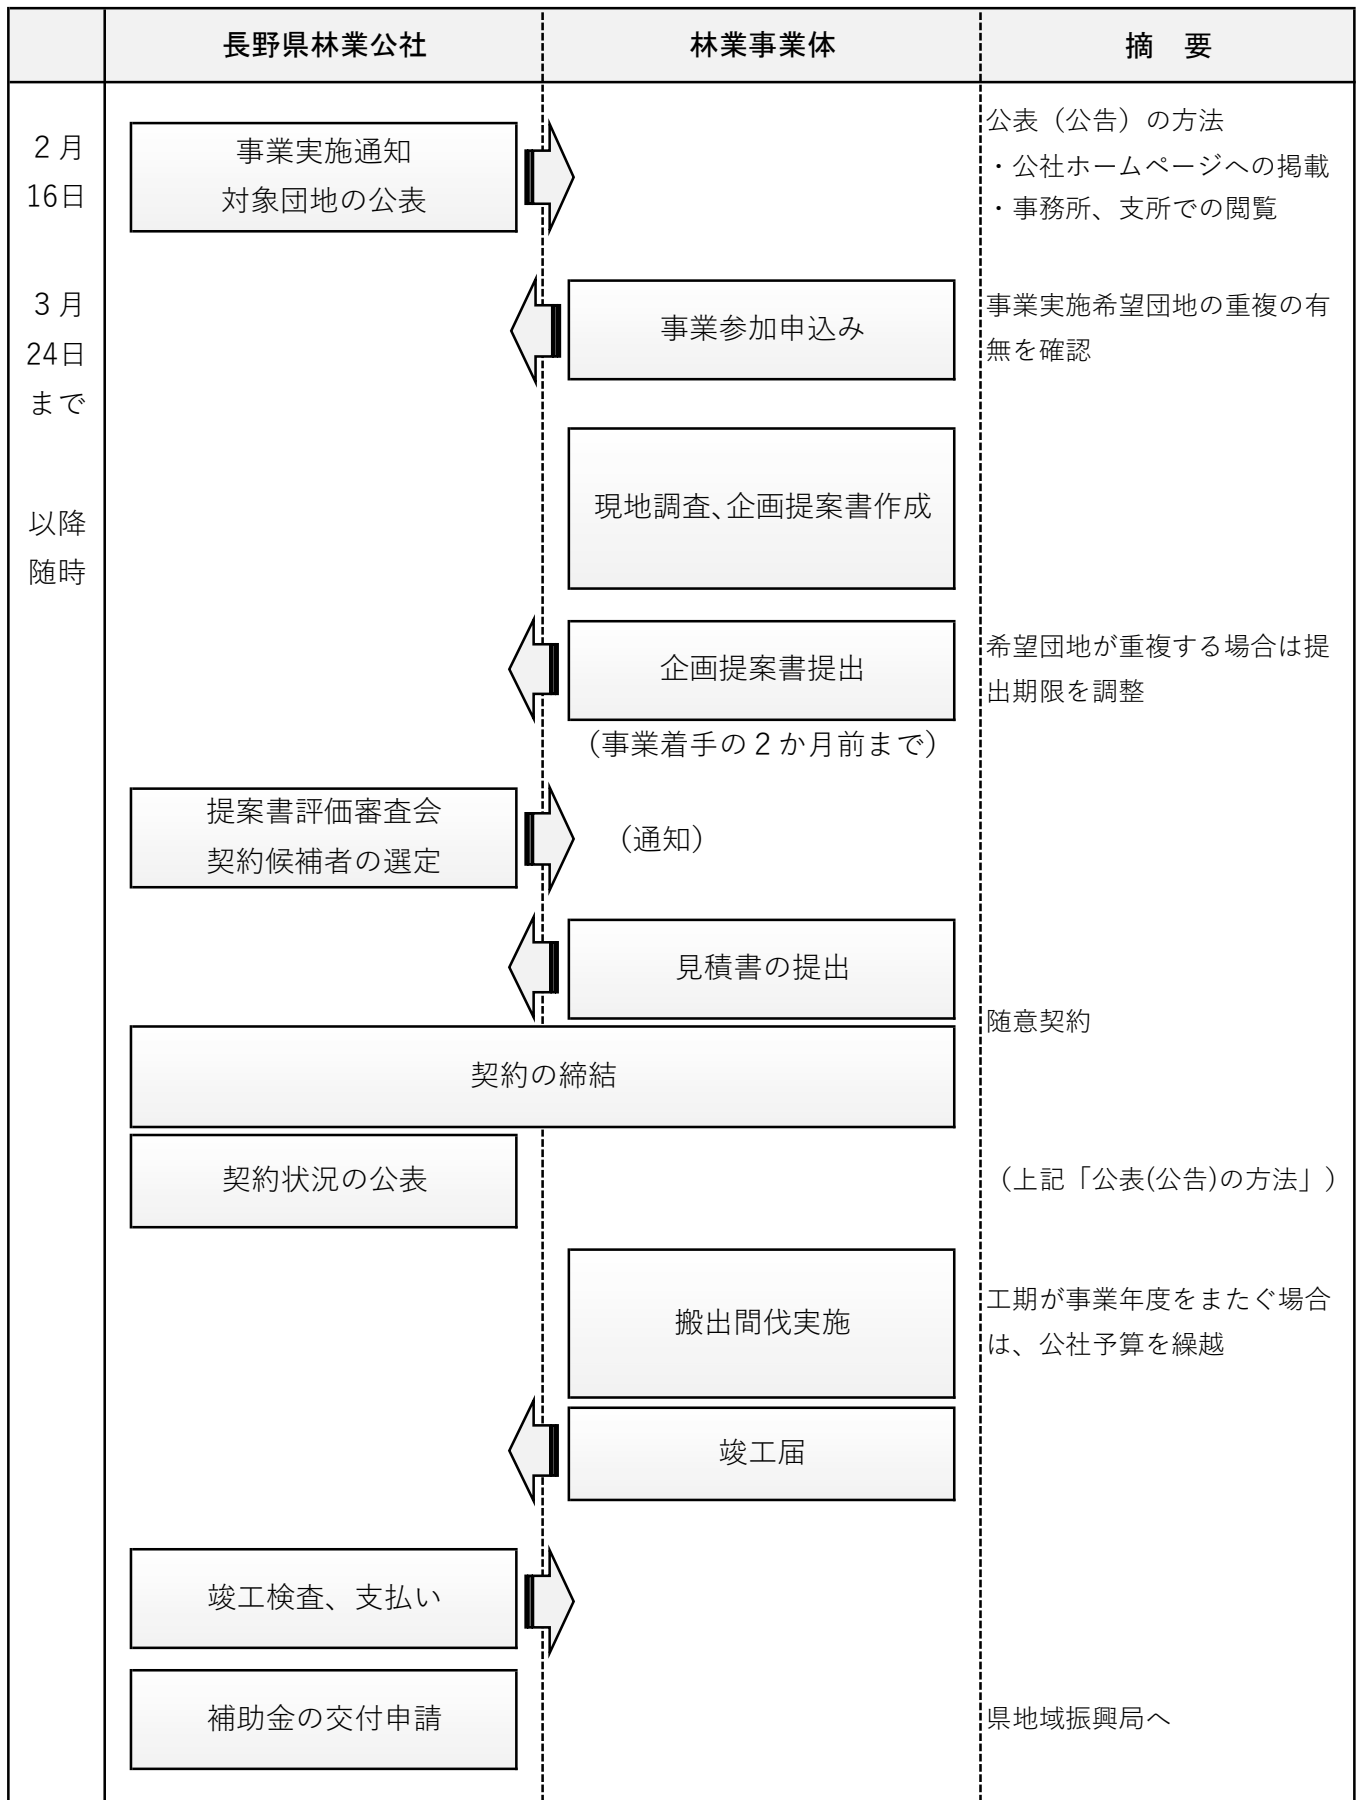 長野県林業公社
林業事業体
摘　要
２月
16日
事業実施通知
対象団地の公表
公表（公告）の方法
・公社ホームページへの掲載
・事務所、支所での閲覧
３月
24日
まで
事業参加申込み
事業実施希望団地の重複の有
無を確認
以降
随時
現地調査、企画提案書作成
企画提案書提出
（事業着手の２か月前まで）
希望団地が重複する場合は提
出期限を調整
提案書評価審査会
契約候補者の選定
（通知）
見積書の提出
随意契約
契約の締結
契約状況の公表
（上記「公表(公告)の方法」）
搬出間伐実施
工期が事業年度をまたぐ場合
は、公社予算を繰越
竣工届
竣工検査、支払い
補助金の交付申請
県地域振興局へ